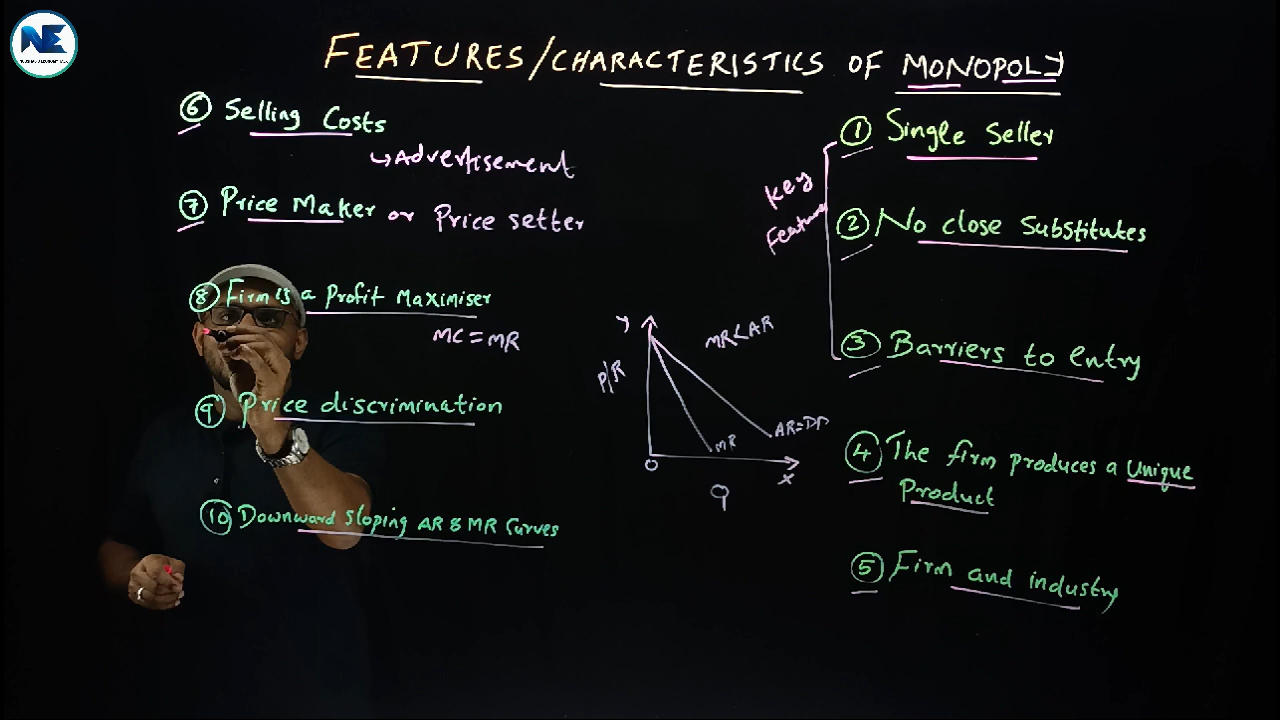 NE
FEATURES/CHARACTERISTICS OF MONOPOLY
⑥ Selling Costs
↳Advertisement
⑦ Price Maker or Price setter
⑧ Firm is a Profit Maximiser
MC = MR
⑨ Price discrimination
⑩ Downward Sloping AR & MR Curves
y
P/R
MR<AR
AR=DD
MR
O
x
Q
Key
Feature
① Single Seller
② No close Substitutes
③ Barriers to entry
④ The firm produces a Unique
Product
⑤ Firm and industry